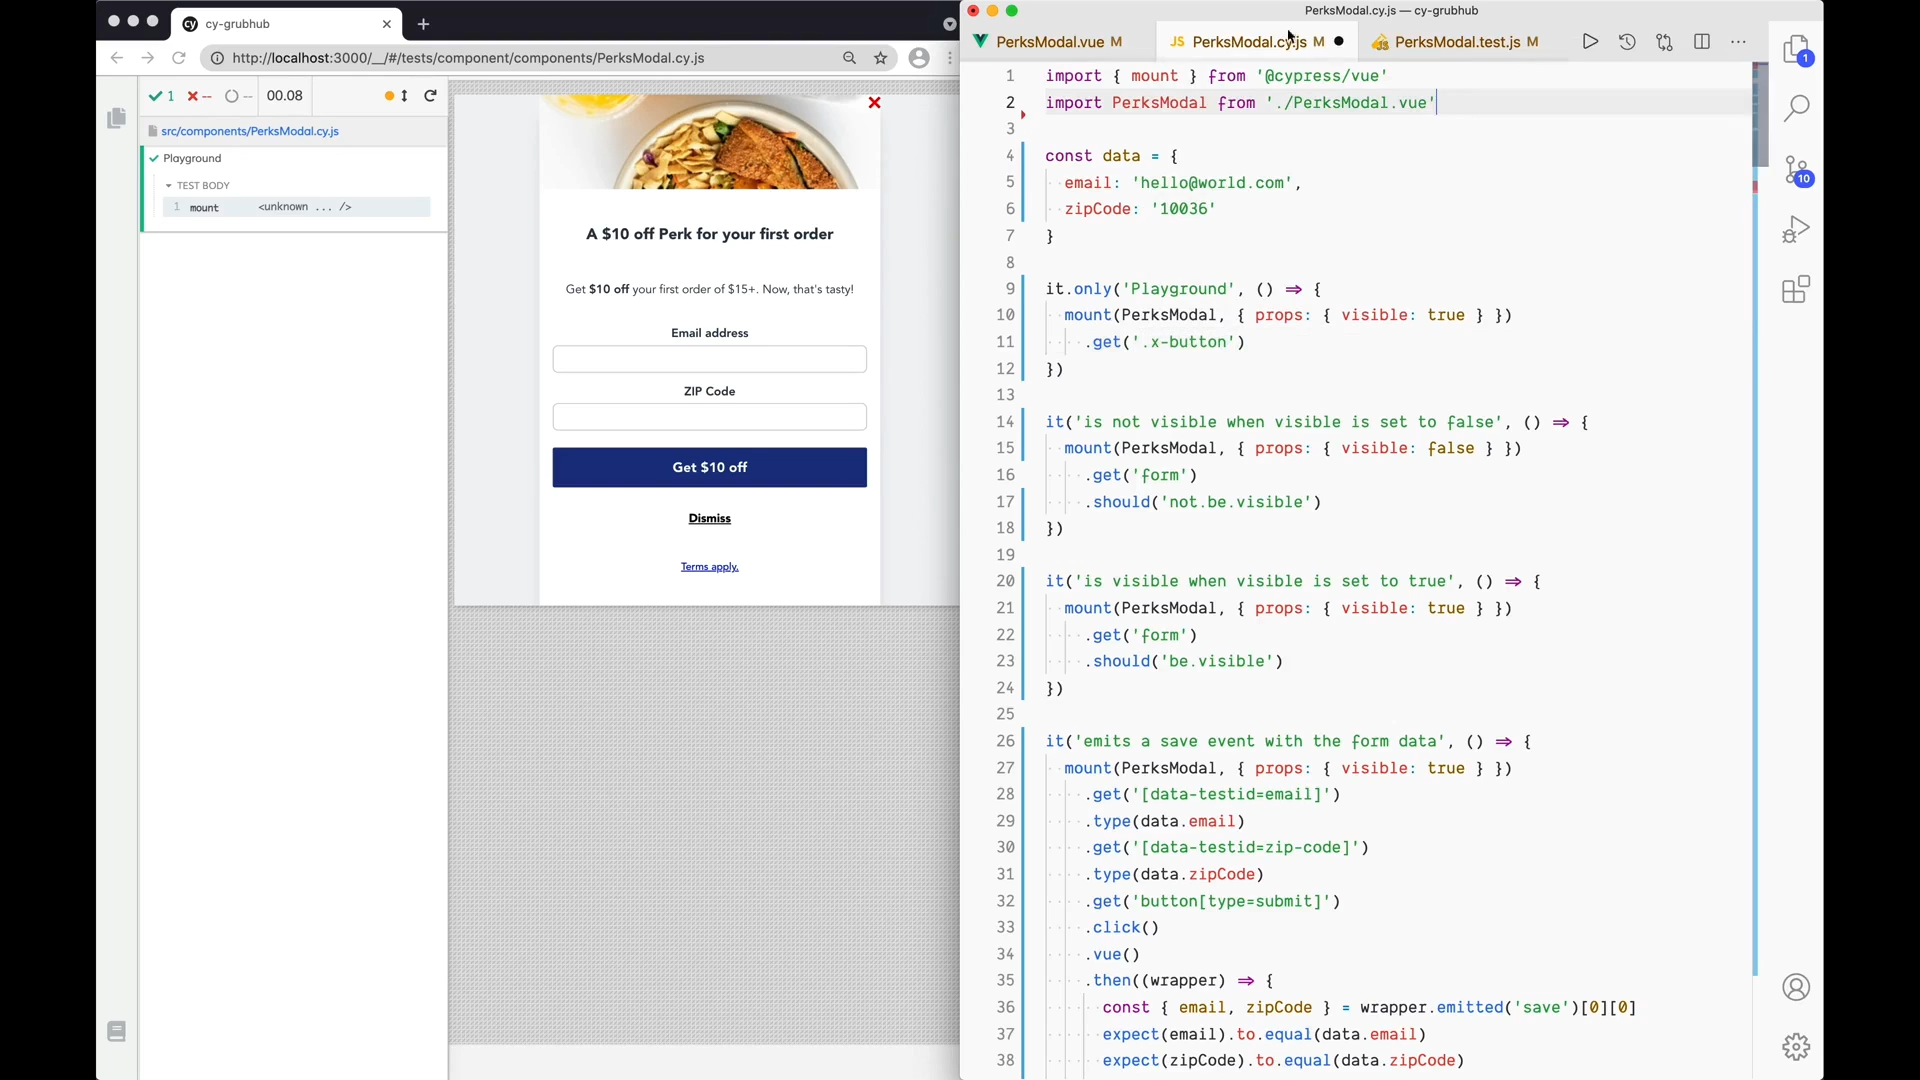 cy-grubhub
http://localhost:3000/__/#/tests/component/components/PerksModal.cy.js
1 -- -- 00.08
src/components/PerksModal.cy.js
Playground
TEST BODY
1 mount <unknown ... />
A $10 off Perk for your first order
Get $10 off your first order of $15+. Now, that's tasty!
Email address
ZIP Code
Get $10 off
Dismiss
Terms apply.
PerksModal.cy.js — cy-grubhub
PerksModal.vue M
JS PerksModal.cy.js M
PerksModal.test.js M
1 import { mount } from '@cypress/vue'
2 import PerksModal from './PerksModal.vue'
3
4 const data = {
5 email: 'hello@world.com',
6 zipCode: '10036'
7 }
8
9 it.only('Playground', () ⇒ {
10 mount(PerksModal, { props: { visible: true } })
11 .get('.x-button')
12 })
13
14 it('is not visible when visible is set to false', () ⇒ {
15 mount(PerksModal, { props: { visible: false } })
16 .get('form')
17 .should('not.be.visible')
18 })
19
20 it('is visible when visible is set to true', () ⇒ {
21 mount(PerksModal, { props: { visible: true } })
22 .get('form')
23 .should('be.visible')
24 })
25
26 it('emits a save event with the form data', () ⇒ {
27 mount(PerksModal, { props: { visible: true } })
28 .get('[data-testid=email]')
29 .type(data.email)
30 .get('[data-testid=zip-code]')
31 .type(data.zipCode)
32 .get('button[type=submit]')
33 .click()
34 .vue()
35 .then((wrapper) ⇒ {
36 const { email, zipCode } = wrapper.emitted('save')[0][0]
37 expect(email).to.equal(data.email)
38 expect(zipCode).to.equal(data.zipCode)
1
10